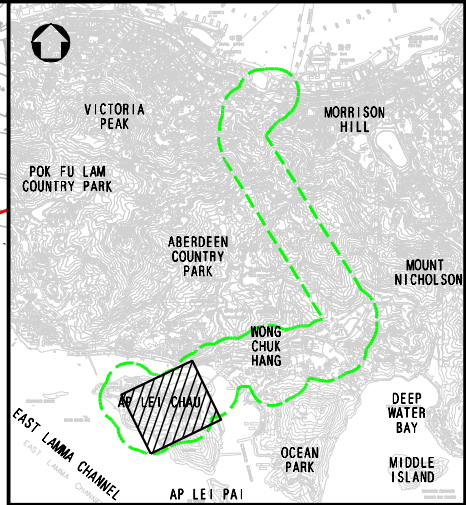 VICTORIA
PEAK
MORRISON
HILL
POK FU LAM
COUNTRY PARK
ABERDEEN
COUNTRY
PARK
MOUNT
NICHOLSON
WONG
CHUK
HANG
AP LEI CHAU
DEEP
WATER
BAY
EAST LAMMA CHANNEL
OCEAN
PARK
MIDDLE
ISLAND
AP LEI PAI